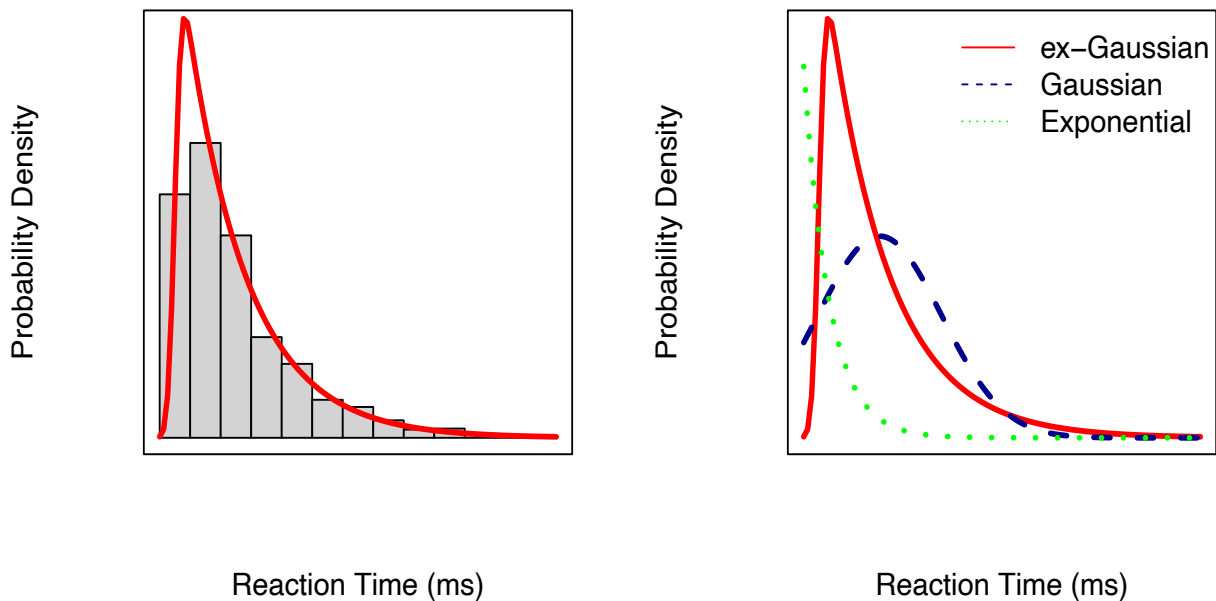 Probability Density
Reaction Time (ms)
Probability Density
ex−Gaussian
Gaussian
Exponential
Reaction Time (ms)